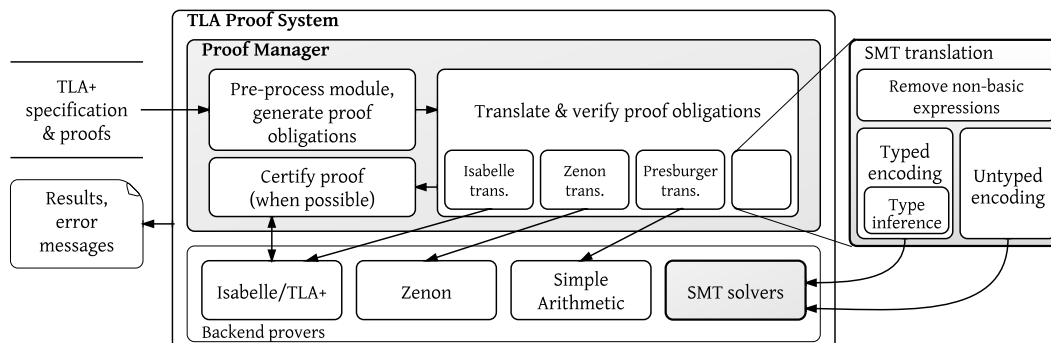 TLA Proof System
Proof Manager
TLA+
specification
& proofs
Pre-process module,
generate proof
obligations
Translate & verify proof obligations
Isabelle
trans.
Zenon
trans.
Presburger
trans.
Certify proof
(when possible)
Results,
error
messages
SMT translation
Remove non-basic
expressions
Typed
encoding
Type
inference
Untyped
encoding
Isabelle/TLA+
Zenon
Simple
Arithmetic
SMT solvers
Backend provers